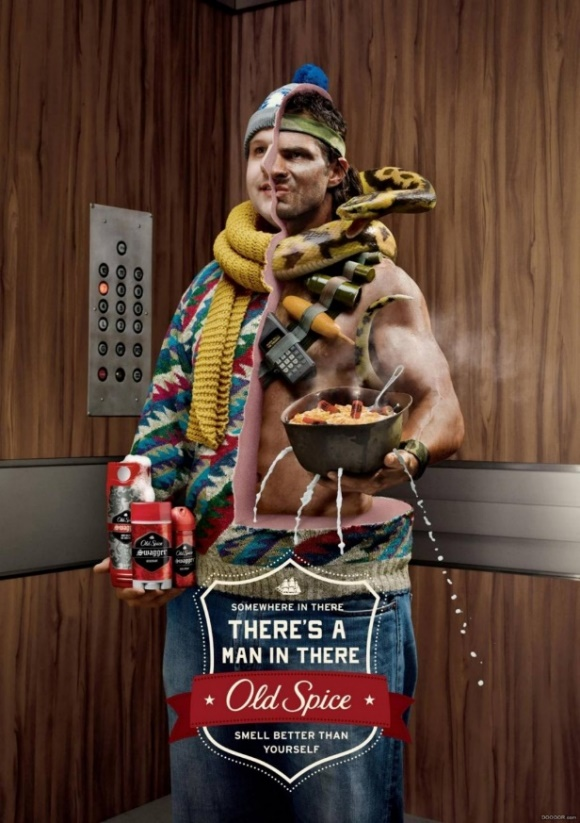 Old Spice
Swagger
SOMEWHERE IN THERE
THERE'S A
MAN IN THERE
Old Spice
SMELL BETTER THAN
YOURSELF